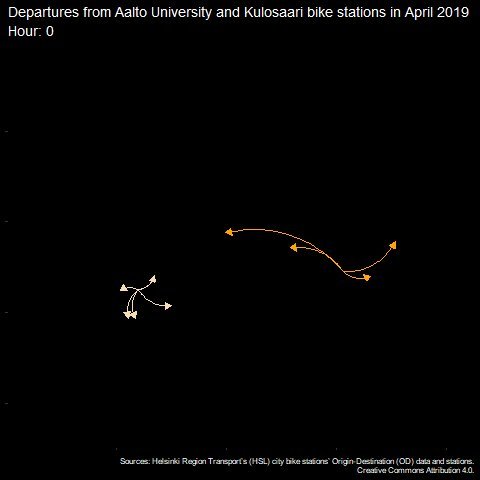 Departures from Aalto University and Kulosaari bike stations in April 2019
Hour: 0
Sources: Helsinki Region Transport's (HSL) city bike stations' Origin-Destination (OD) data and stations.
Creative Commons Attribution 4.0.